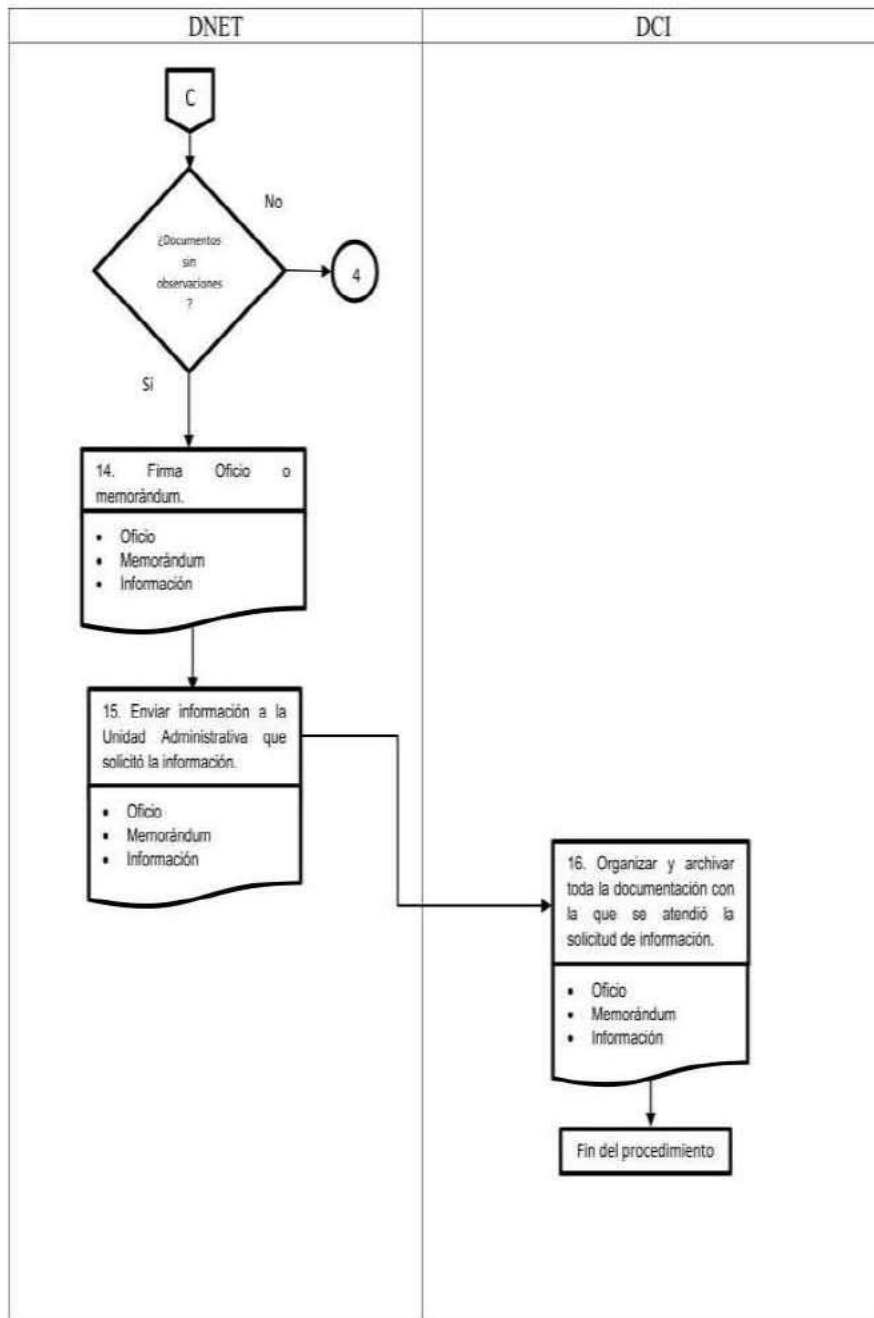 DNET
DCI
C
No
¿Documentos
sin
observaciones
?
4
Si
14. Firma Oficio o
memorándum.
• Oficio
• Memorándum
• Información
15. Enviar información a la
Unidad Administrativa que
solicitó la información.
• Oficio
• Memorándum
• Información
16. Organizar y archivar
toda la documentación con
la que se atendió la
solicitud de información.
• Oficio
• Memorándum
• Información
Fin del procedimiento